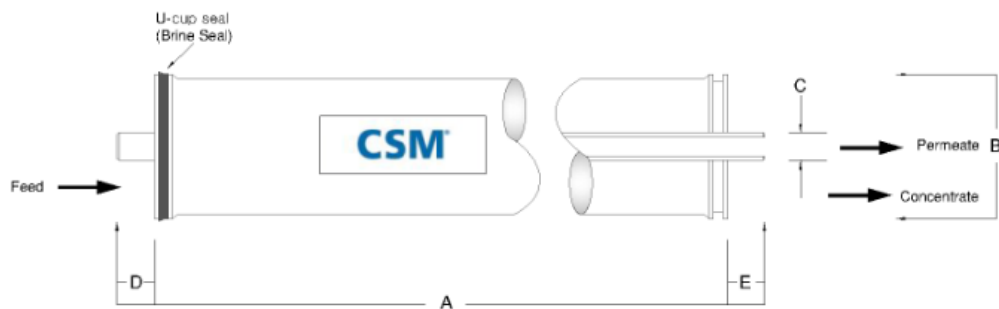 U-cup seal
(Brine Seal)
C
CSM®
Permeate
B
Feed
Concentrate
D
E
A